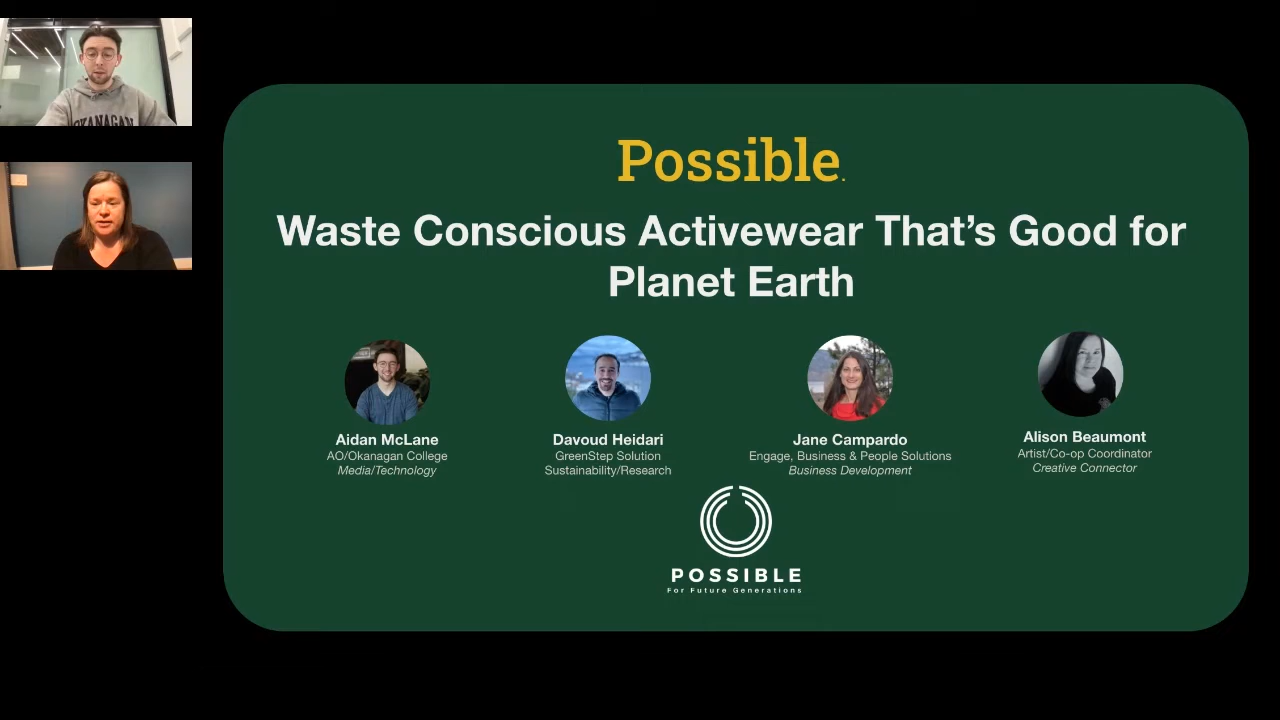 OKANAGAN
Possible.
Waste Conscious Activewear That's Good for
Planet Earth
Aidan McLane
AO/Okanagan College
Media/Technology
Davoud Heidari
GreenStep Solution
Sustainability/Research
Jane Campardo
Engage, Business & People Solutions
Business Development
Alison Beaumont
Artist/Co-op Coordinator
Creative Connector
POSSIBLE
For Future Generations